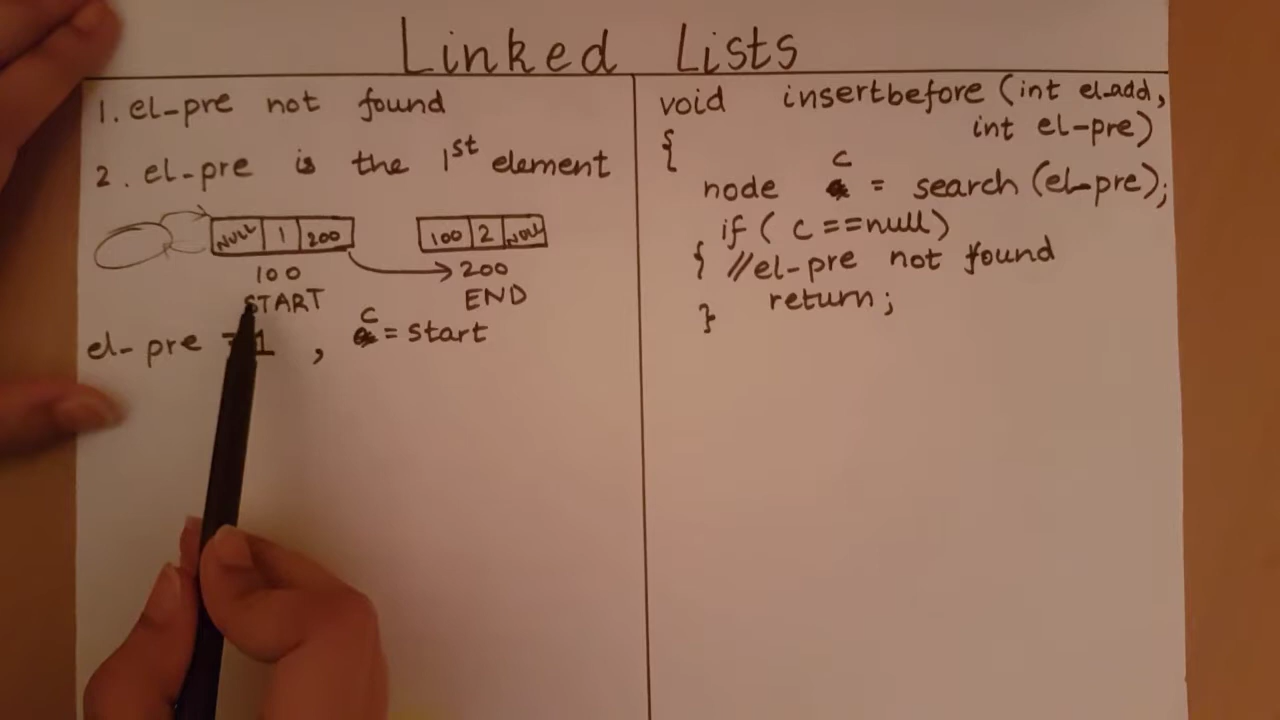 Linked Lists
1. el-pre not found
2. el-pre is the 1st element
NULL 1 200
100 2 NULL
100
200
START
END
el-pre = 1 , c = start
void insertbefore (int el-add,
int el-pre)
{
node c = search (el-pre);
if ( c ==null)
{ //el-pre not found
return;
}